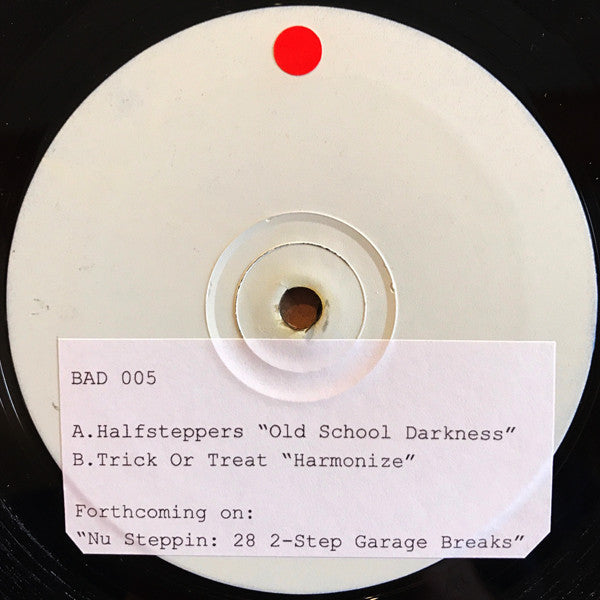 BAD 005
A.Halfsteppers “Old School Darkness”
B.Trick Or Treat “Harmonize”
Forthcoming on:
“Nu Steppin: 28 2-Step Garage Breaks”